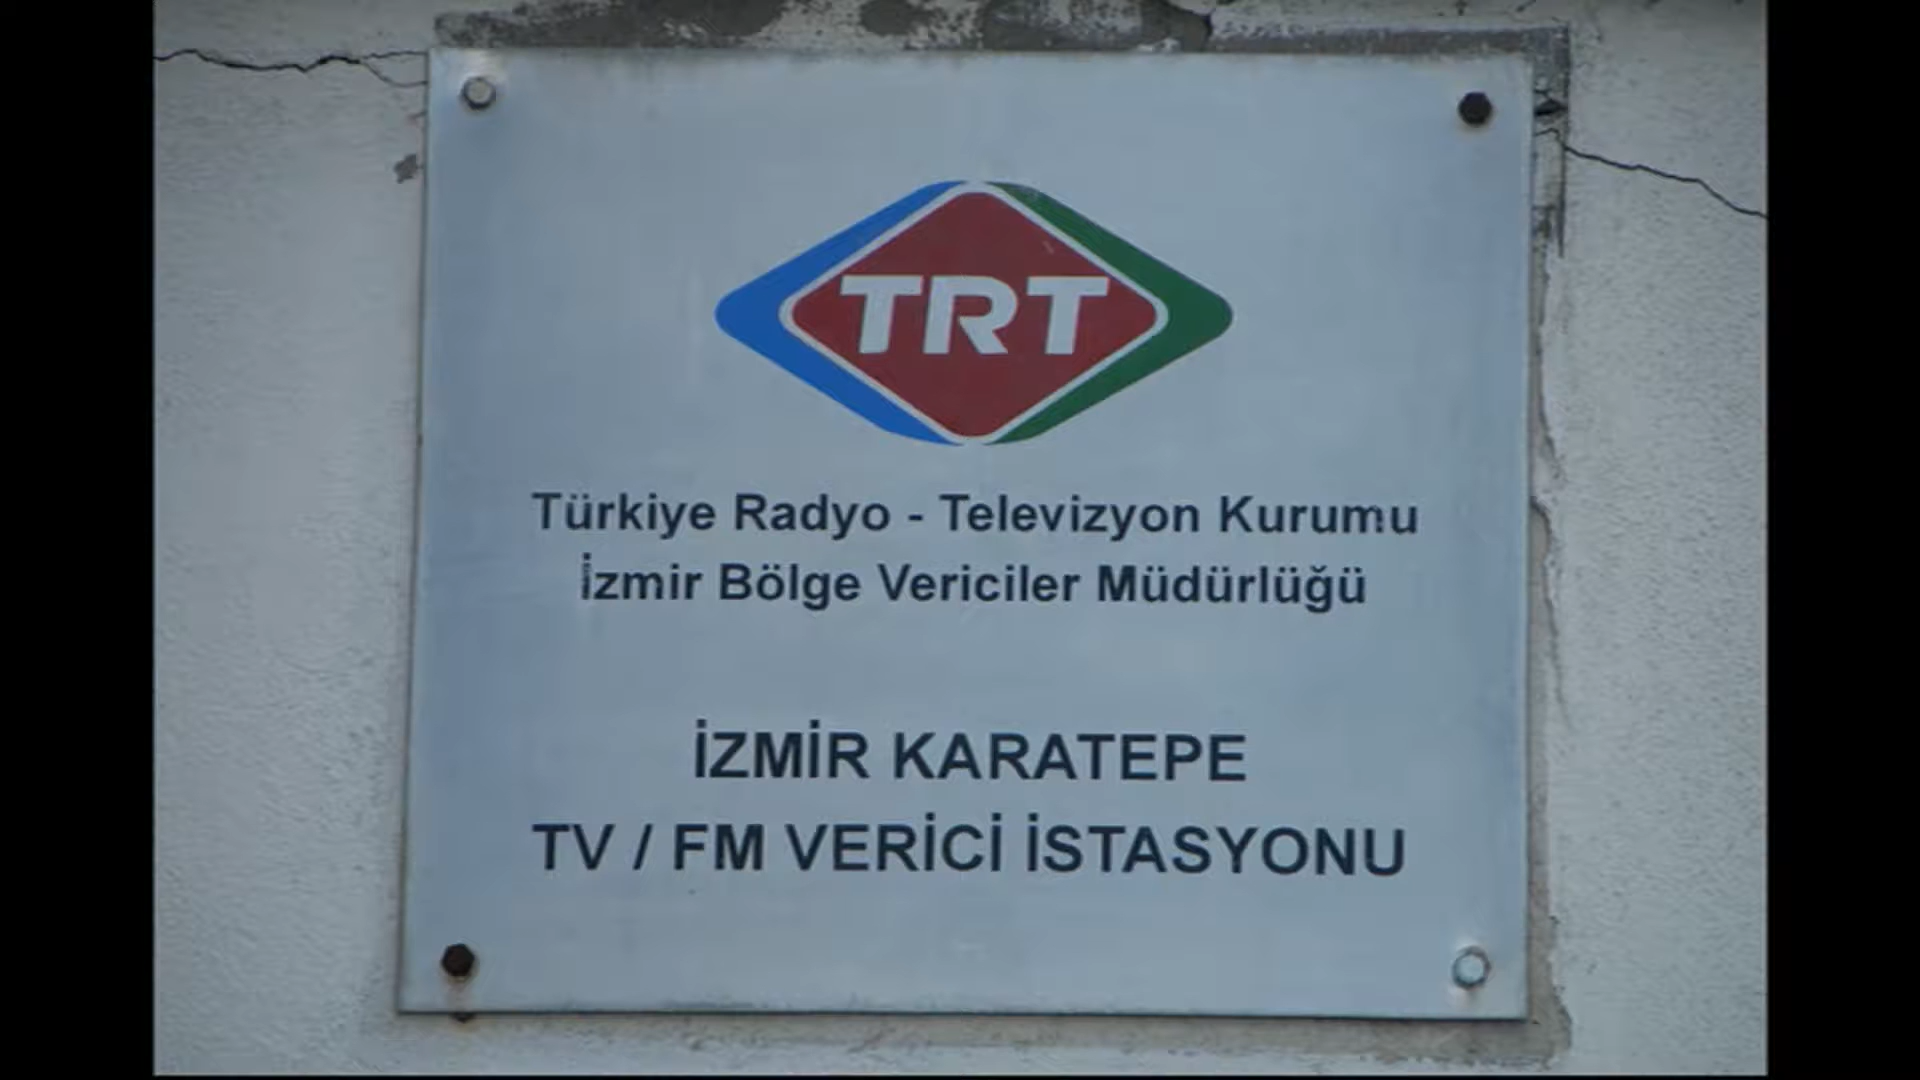 TRT
Türkiye Radyo - Televizyon Kurumu
İzmir Bölge Vericiler Müdürlüğü
İZMİR KARATEPE
TV / FM VERİCİ İSTASYONU